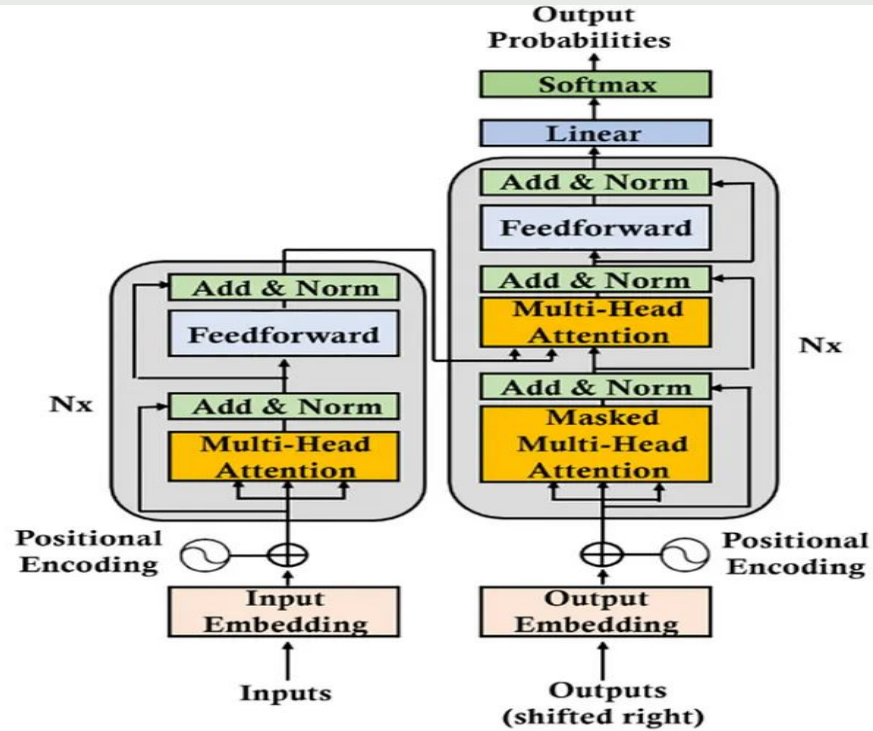 Output
Probabilities
Softmax
Linear
Add & Norm
Feedforward
Add & Norm
Multi-Head
Attention
Add & Norm
Masked
Multi-Head
Attention
Nx
Add & Norm
Feedforward
Add & Norm
Multi-Head
Attention
Nx
Positional
Encoding
Positional
Encoding
Input
Embedding
Output
Embedding
Inputs
Outputs
(shifted right)